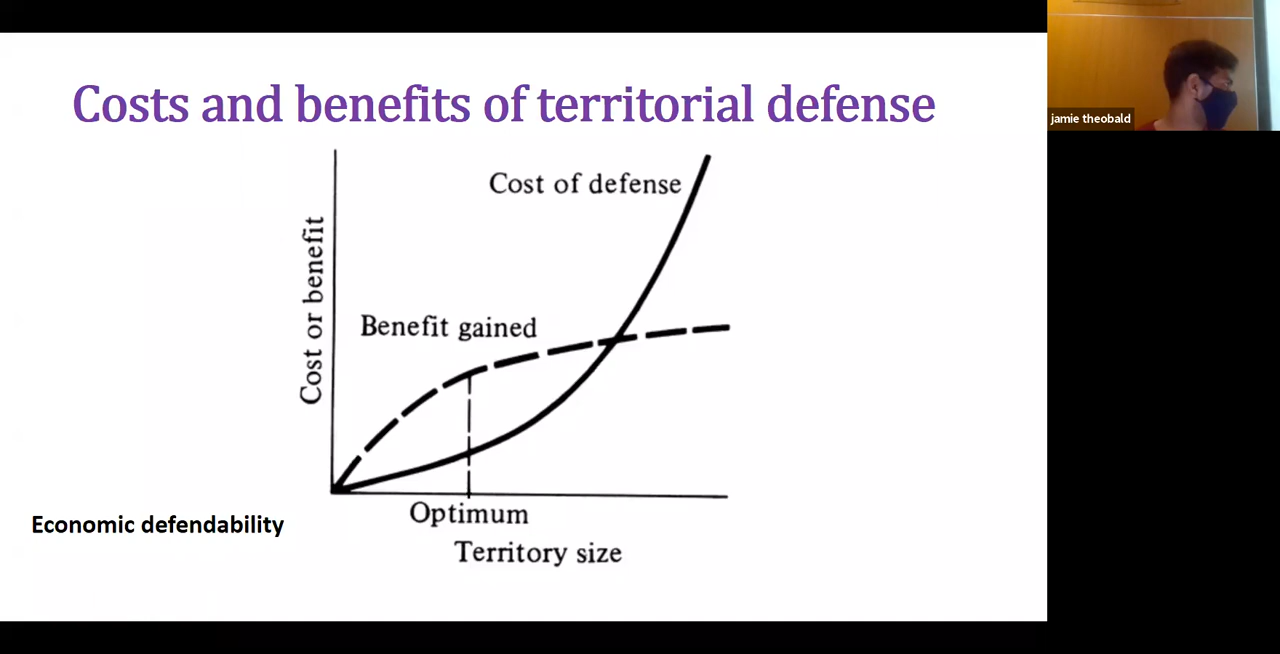 Costs and benefits of territorial defense
jamie theobald
Cost of defense
Cost or benefit
Benefit gained
Optimum
Economic defendability
Territory size